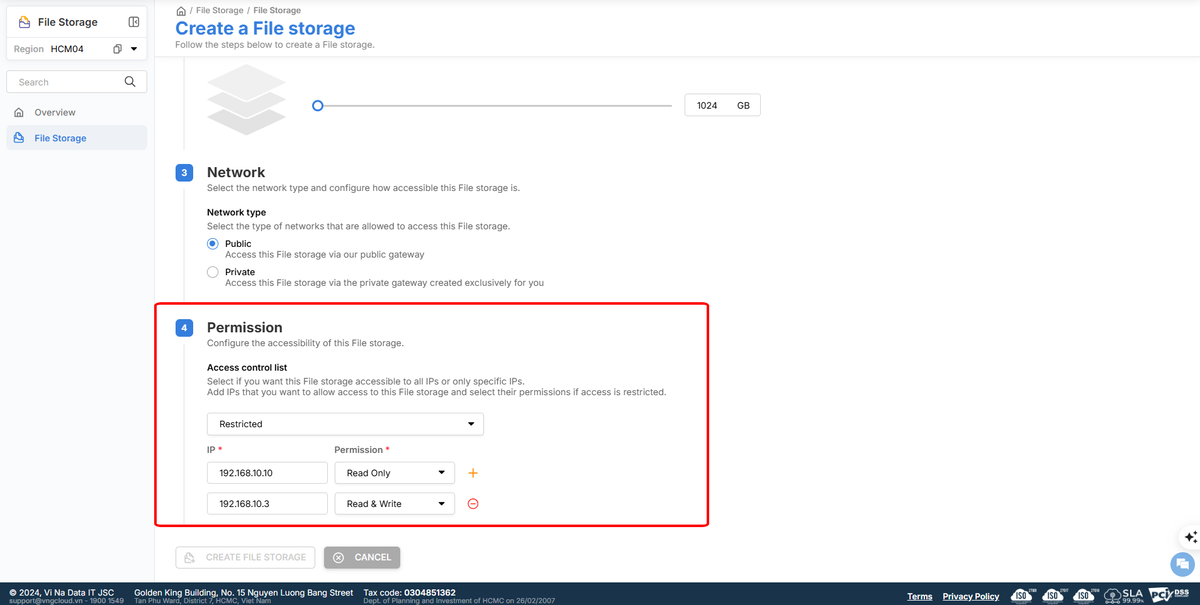 File Storage
Region HCM04
Search
Overview
File Storage
/ File Storage / File Storage
Create a File storage
Follow the steps below to create a File storage.
1024 GB
3 Network
Select the network type and configure how accessible this File storage is.
Network type
Select the type of networks that are allowed to access this File storage.
Public
Access this File storage via our public gateway
Private
Access this File storage via the private gateway created exclusively for you
4 Permission
Configure the accessibility of this File storage.
Access control list
Select if you want this File storage accessible to all IPs or only specific IPs.
Add IPs that you want to allow access to this File storage and select their permissions if access is restricted.
Restricted
IP * Permission *
192.168.10.10 Read Only
192.168.10.3 Read & Write
CREATE FILE STORAGE CANCEL
© 2024, Vi Na Data IT JSC Golden King Building, No. 15 Nguyen Luong Bang Street Tax code: 0304851362
support@vngcloud.vn - 1900 1549 Tan Phu Ward, District 7, HCMC, Viet Nam Dept. of Planning and Investment of HCMC on 26/02/2007
Terms Privacy Policy ISO ISO ISO SLA 99.99% PCI DSS